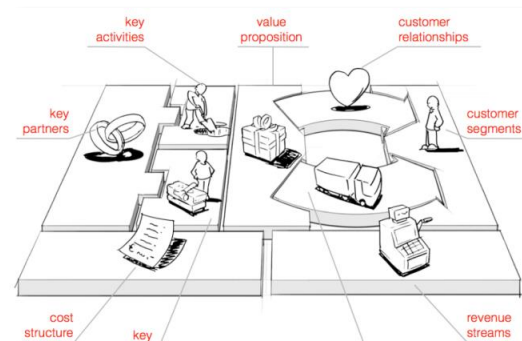 key
activities
value
proposition
customer
relationships
key
partners
customer
segments
cost
structure
key
revenue
streams